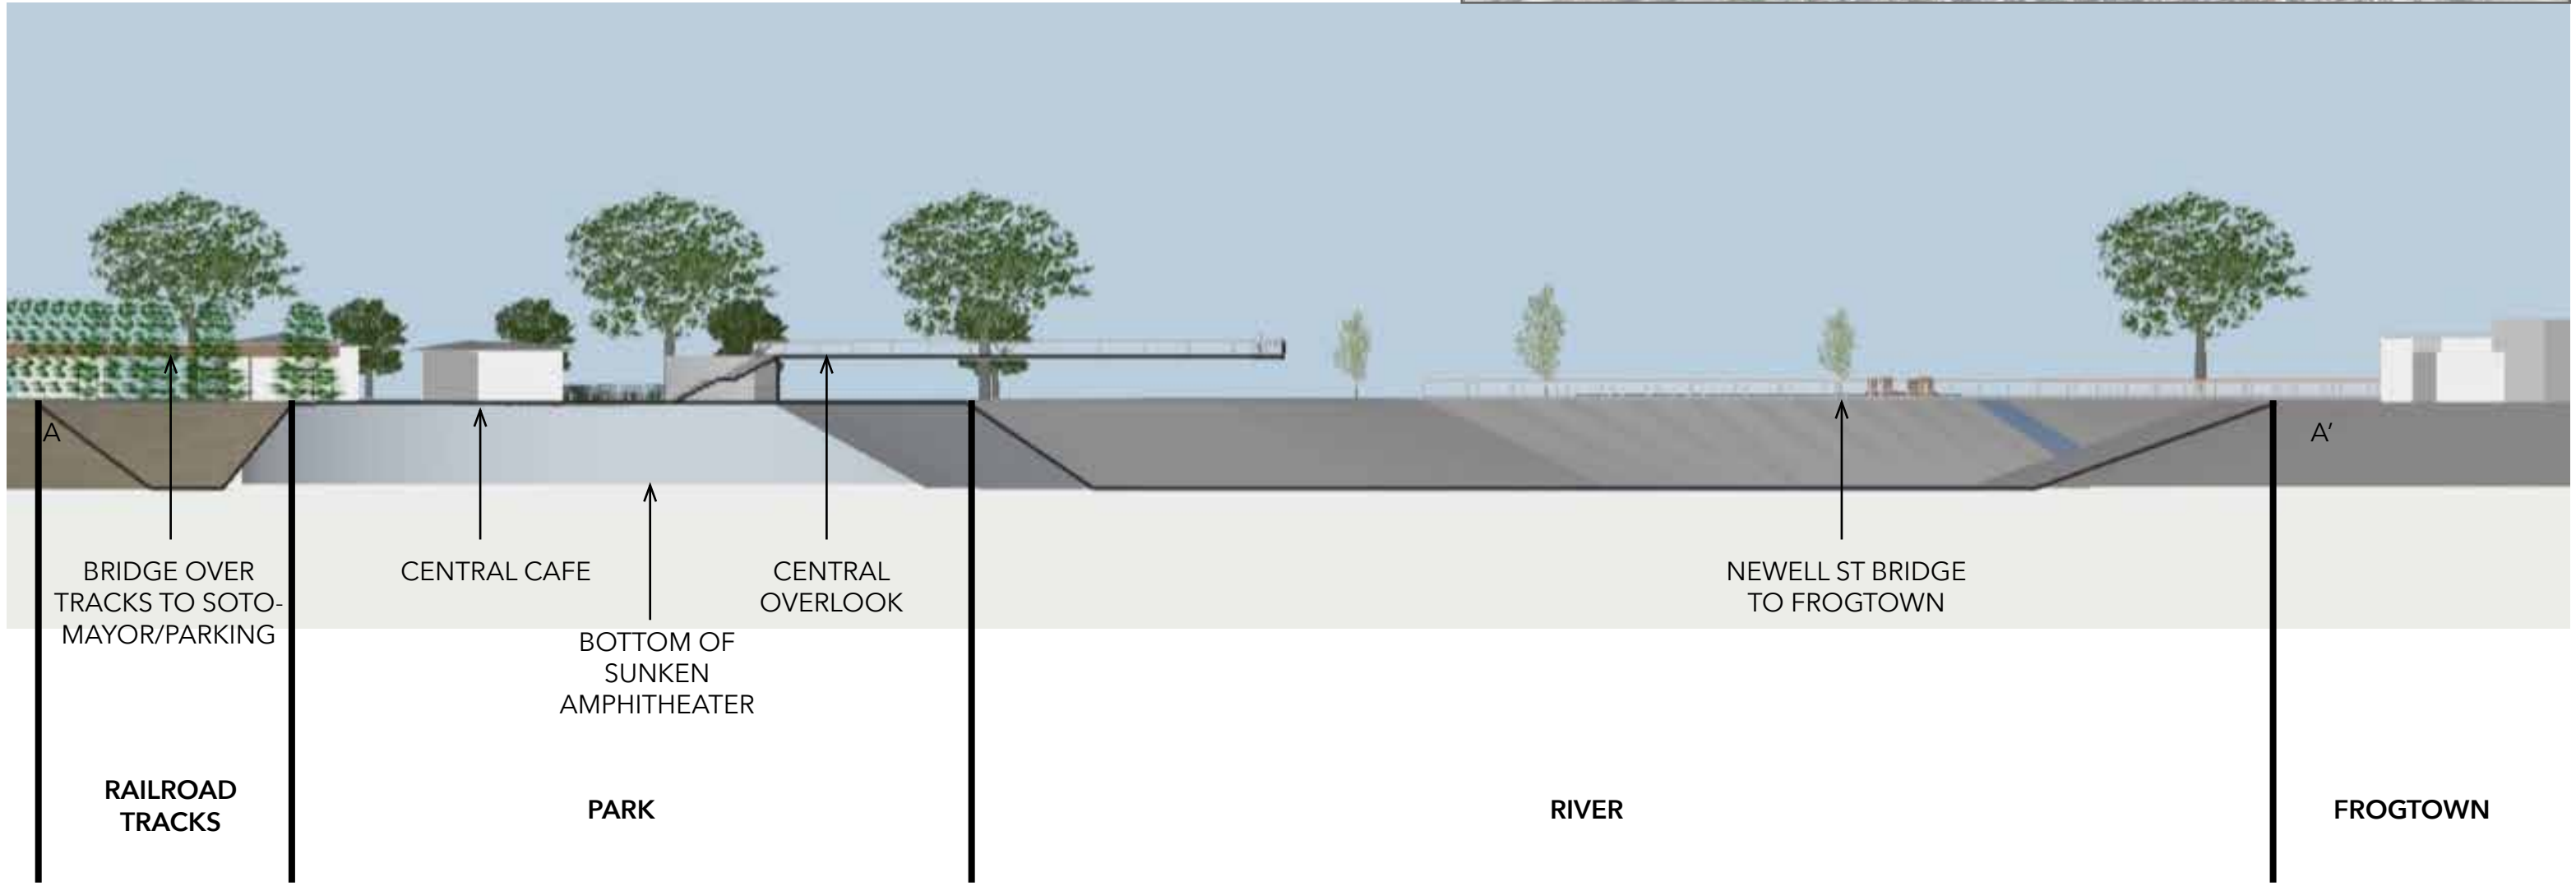 A
A'
BRIDGE OVER
TRACKS TO SOTO-
MAYOR/PARKING
CENTRAL CAFE
BOTTOM OF
SUNKEN
AMPHITHEATER
CENTRAL
OVERLOOK
NEWELL ST BRIDGE
TO FROGTOWN
RAILROAD
TRACKS
PARK
RIVER
FROGTOWN